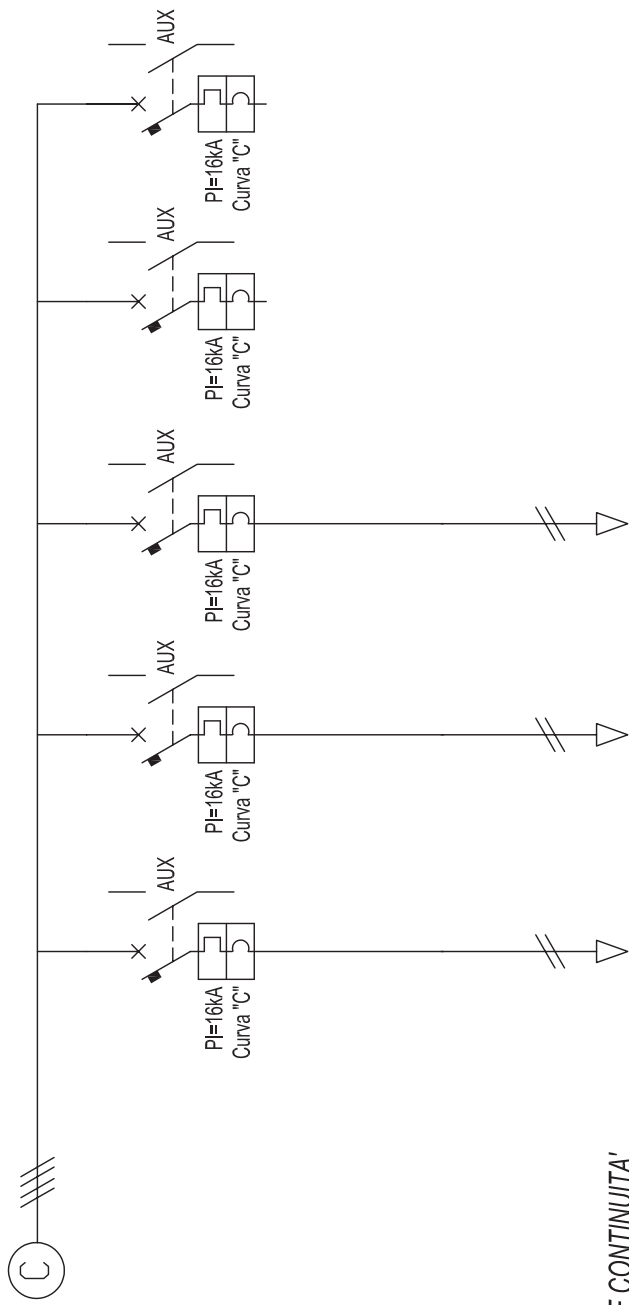 C
AUX
PI=16kA
Curva "C"
AUX
PI=16kA
Curva "C"
AUX
PI=16kA
Curva "C"
AUX
PI=16kA
Curva "C"
AUX
PI=16kA
Curva "C"
E CONTINUITA'